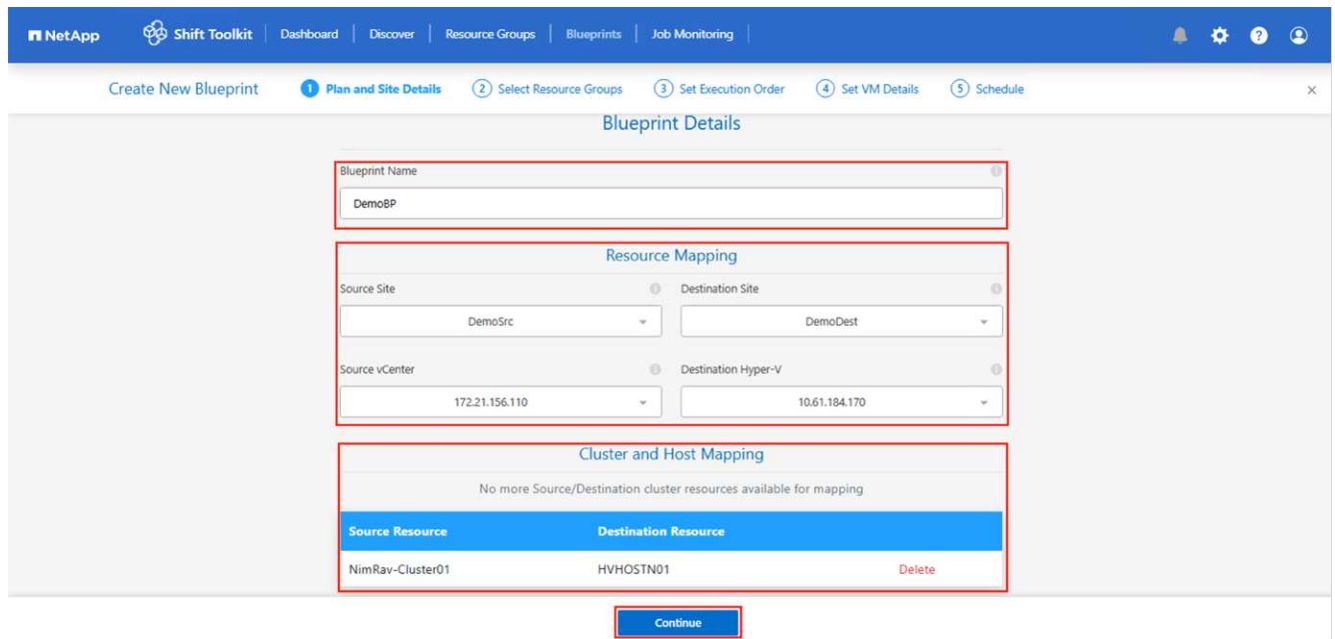 NetApp Shift Toolkit Dashboard Discover Resource Groups Blueprints Job Monitoring
Create New Blueprint 1 Plan and Site Details 2 Select Resource Groups 3 Set Execution Order 4 Set VM Details 5 Schedule
Blueprint Details
Blueprint Name
DemoBP
Resource Mapping
Source Site Destination Site
DemoSrc DemoDest
Source vCenter Destination Hyper-V
172.21.156.110 10.61.184.170
Cluster and Host Mapping
No more Source/Destination cluster resources available for mapping
Source Resource Destination Resource
NimRav-Cluster01 HVHOSTN01 Delete
Continue